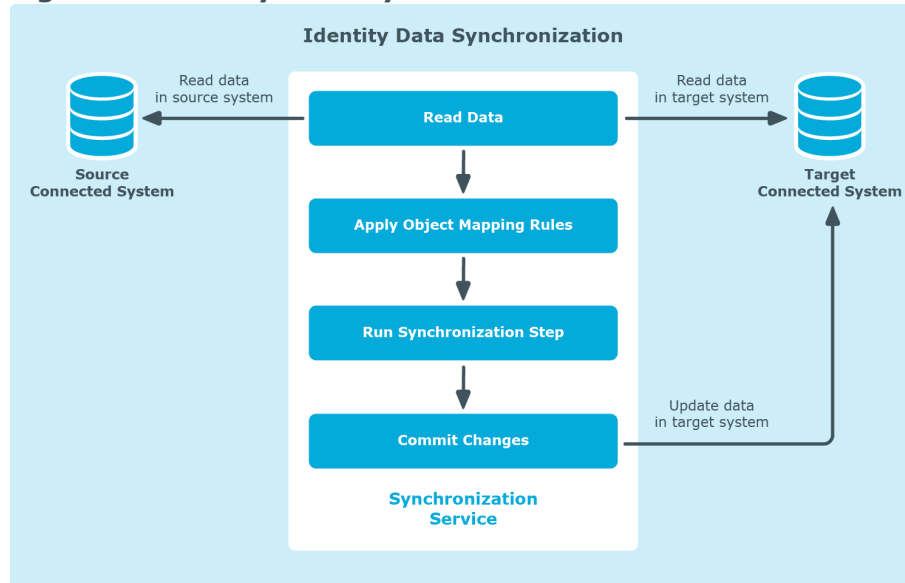 Identity Data Synchronization
Read data
in source system
Read data
in target system
Read Data
Source
Connected System
Target
Connected System
Apply Object Mapping Rules
Run Synchronization Step
Update data
in target system
Commit Changes
Synchronization
Service